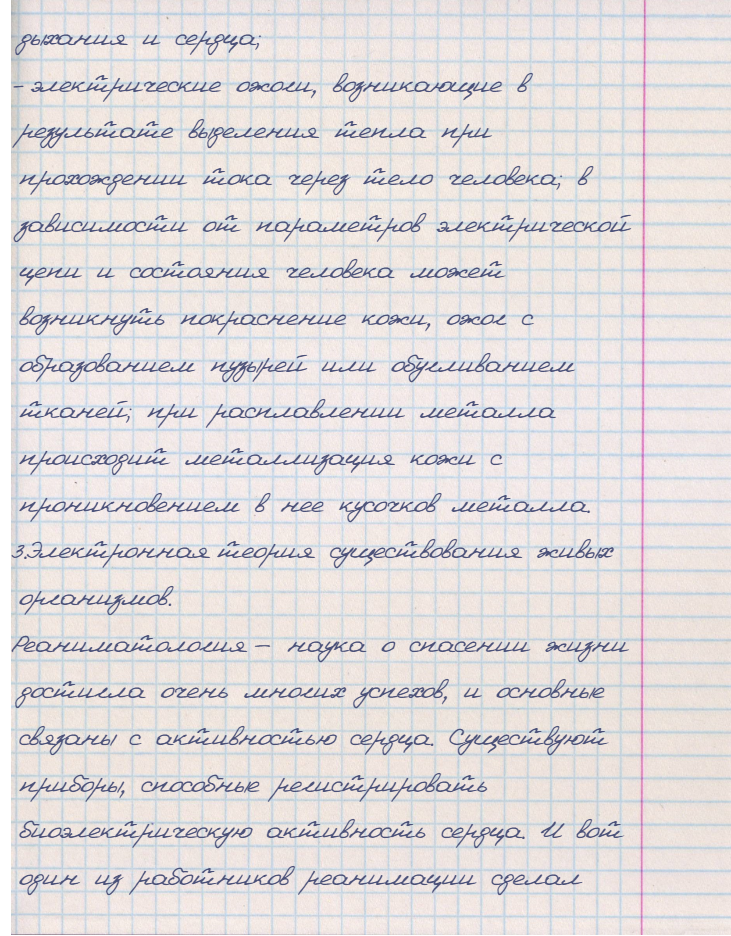 дыхания и сердца;
- электрические ожоги, возникающие в
результате выделения тепла при
прохождении тока через тело человека; в
зависимости от параметров электрической
цепи и состояния человека может
возникнуть покраснение кожи, ожог с
образованием пузырей или обугливанием
тканей; при расплавлении металла
происходит металлизация кожи с
проникновением в нее кусочков металла.
3.Электронная теория существования живых
организмов.
Реаниматология – наука о спасении жизни
достигла очень многих успехов, и основные
связаны с активностью сердца. Существуют
приборы, способные регистрировать
биоэлектрическую активность сердца. И вот
один из работников реанимации сделал